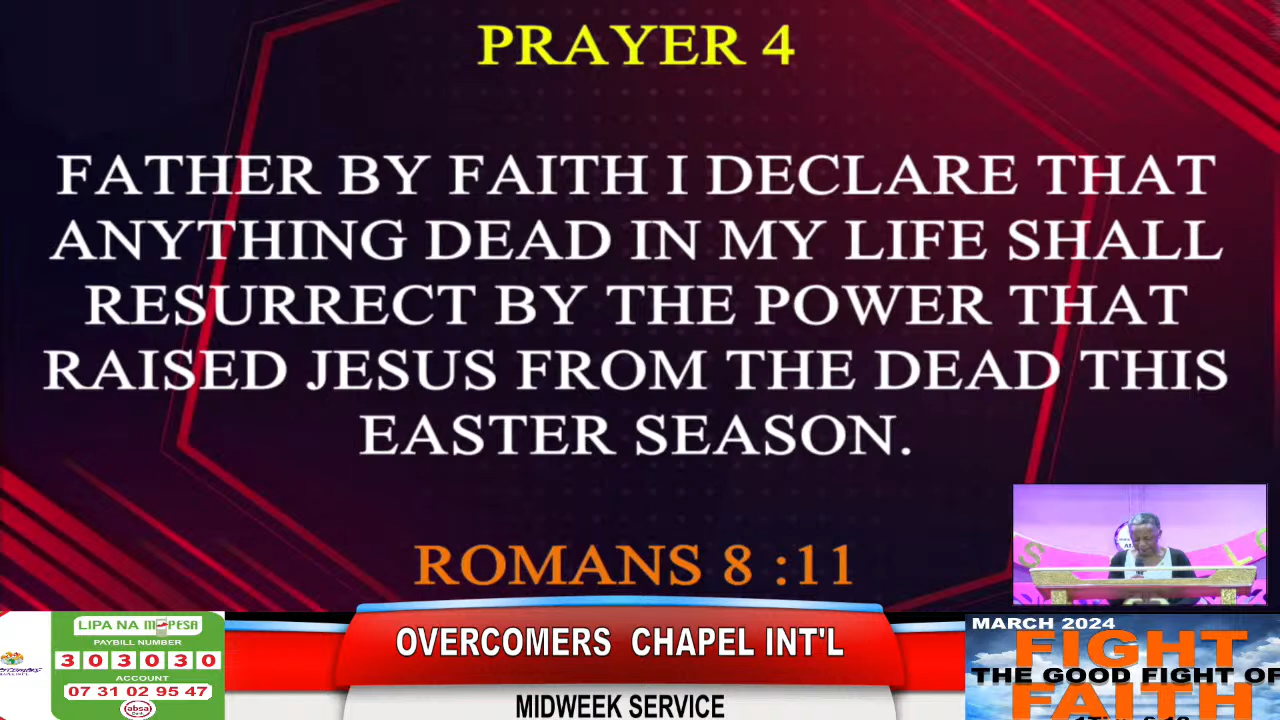 PRAYER 4
FATHER BY FAITH I DECLARE THAT
ANYTHING DEAD IN MY LIFE SHALL
RESURRECT BY THE POWER THAT
RAISED JESUS FROM THE DEAD THIS
EASTER SEASON.
ROMANS 8 :11
LIPA NA M-PESA
PAYBILL NUMBER
303030
ACCOUNT
07 31 02 95 47
absa
OVERCOMERS CHAPEL INT'L
MIDWEEK SERVICE
MARCH 2024
FIGHT
THE GOOD FIGHT OF
FAITH